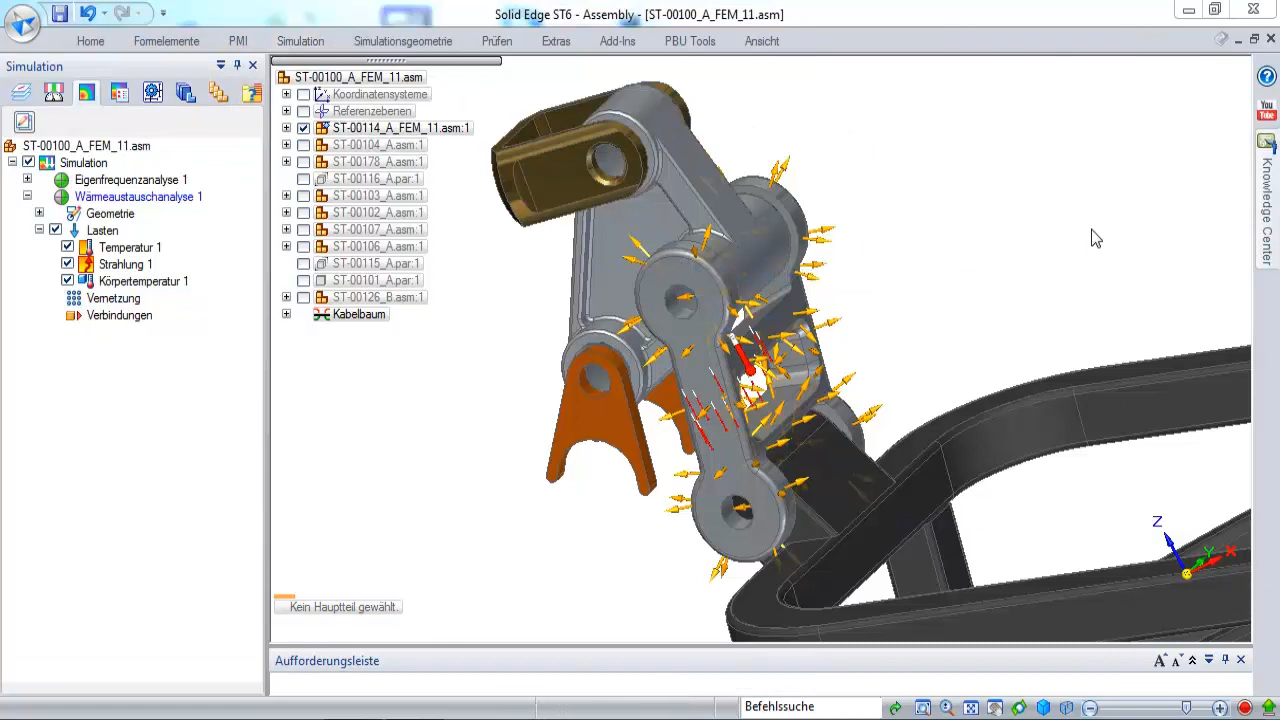 Solid Edge ST6 - Assembly - [ST-00100_A_FEM_11.asm]
Home Formelemente PMI Simulation Simulationsgeometrie Prüfen Extras Add-Ins PBU Tools Ansicht
Simulation
ST-00100_A_FEM_11.asm
Simulation
Eigenfrequenzanalyse 1
Wärmeaustauschanalyse 1
Geometrie
Lasten
Temperatur 1
Strahlung 1
Körpertemperatur 1
Vernetzung
Verbindungen
ST-00100_A_FEM_11.asm
Koordinatensysteme
Referenzebenen
ST-00114_A_FEM_11.asm:1
ST-00104_A.asm:1
ST-00178_A.asm:1
ST-00116_A.par:1
ST-00103_A.asm:1
ST-00102_A.asm:1
ST-00107_A.asm:1
ST-00106_A.asm:1
ST-00115_A.par:1
ST-00101_A.par:1
ST-00126_B.asm:1
Kabelbaum
Z
Y
X
Kein Hauptteil gewählt.
You
Tube
Knowledge Center
Aufforderungsleiste
A A
Befehlssuche